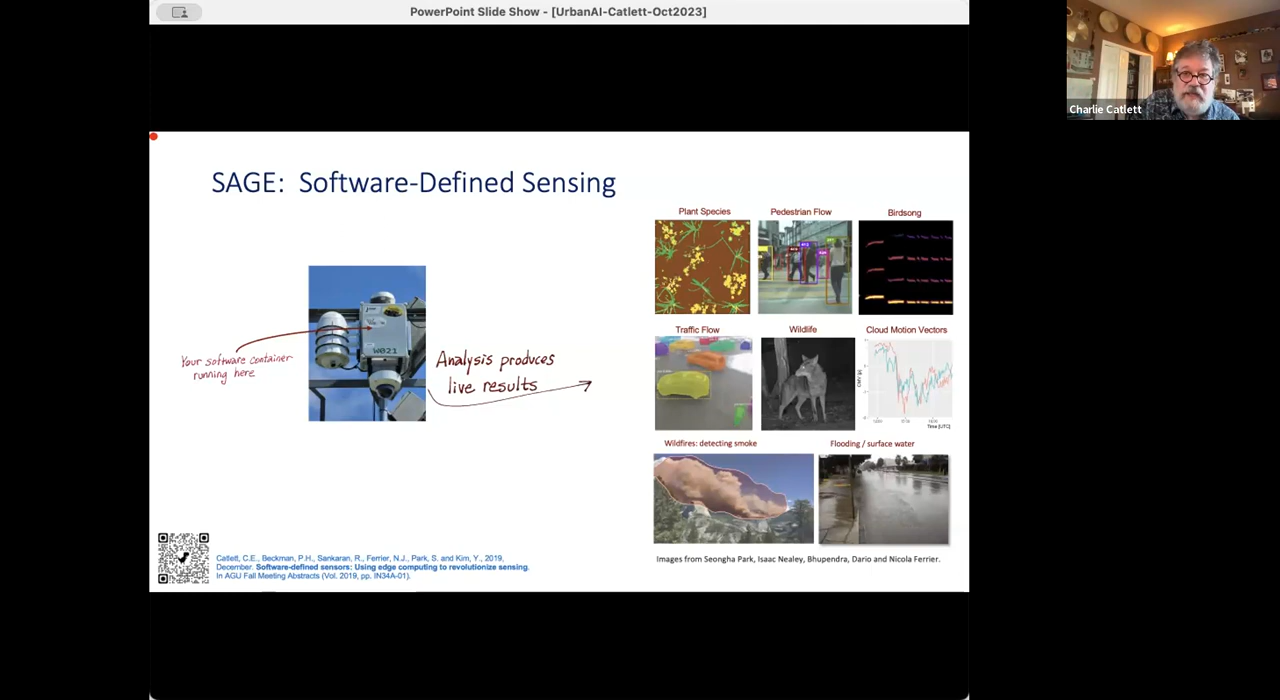 PowerPoint Slide Show - [UrbanAI-Catlett-Oct2023]
Charlie Catlett
SAGE: Software-Defined Sensing
Your software container
running here
W021
Analysis produces
live results
Plant Species
Pedestrian Flow
Birdsong
Traffic Flow
Wildlife
Cloud Motion Vectors
Time [UTC]
Wildfires: detecting smoke
Flooding / surface water
Images from Seongha Park, Isaac Nealey, Bhupendra, Dario and Nicola Ferrier.
Catlett, C.E., Beckman, P.H., Sankaran, R., Ferrier, N.J., Park, S. and Kim, Y., 2019,
December. Software-defined sensors: Using edge computing to revolutionize sensing.
In AGU Fall Meeting Abstracts (Vol. 2019, pp. IN34A-01).